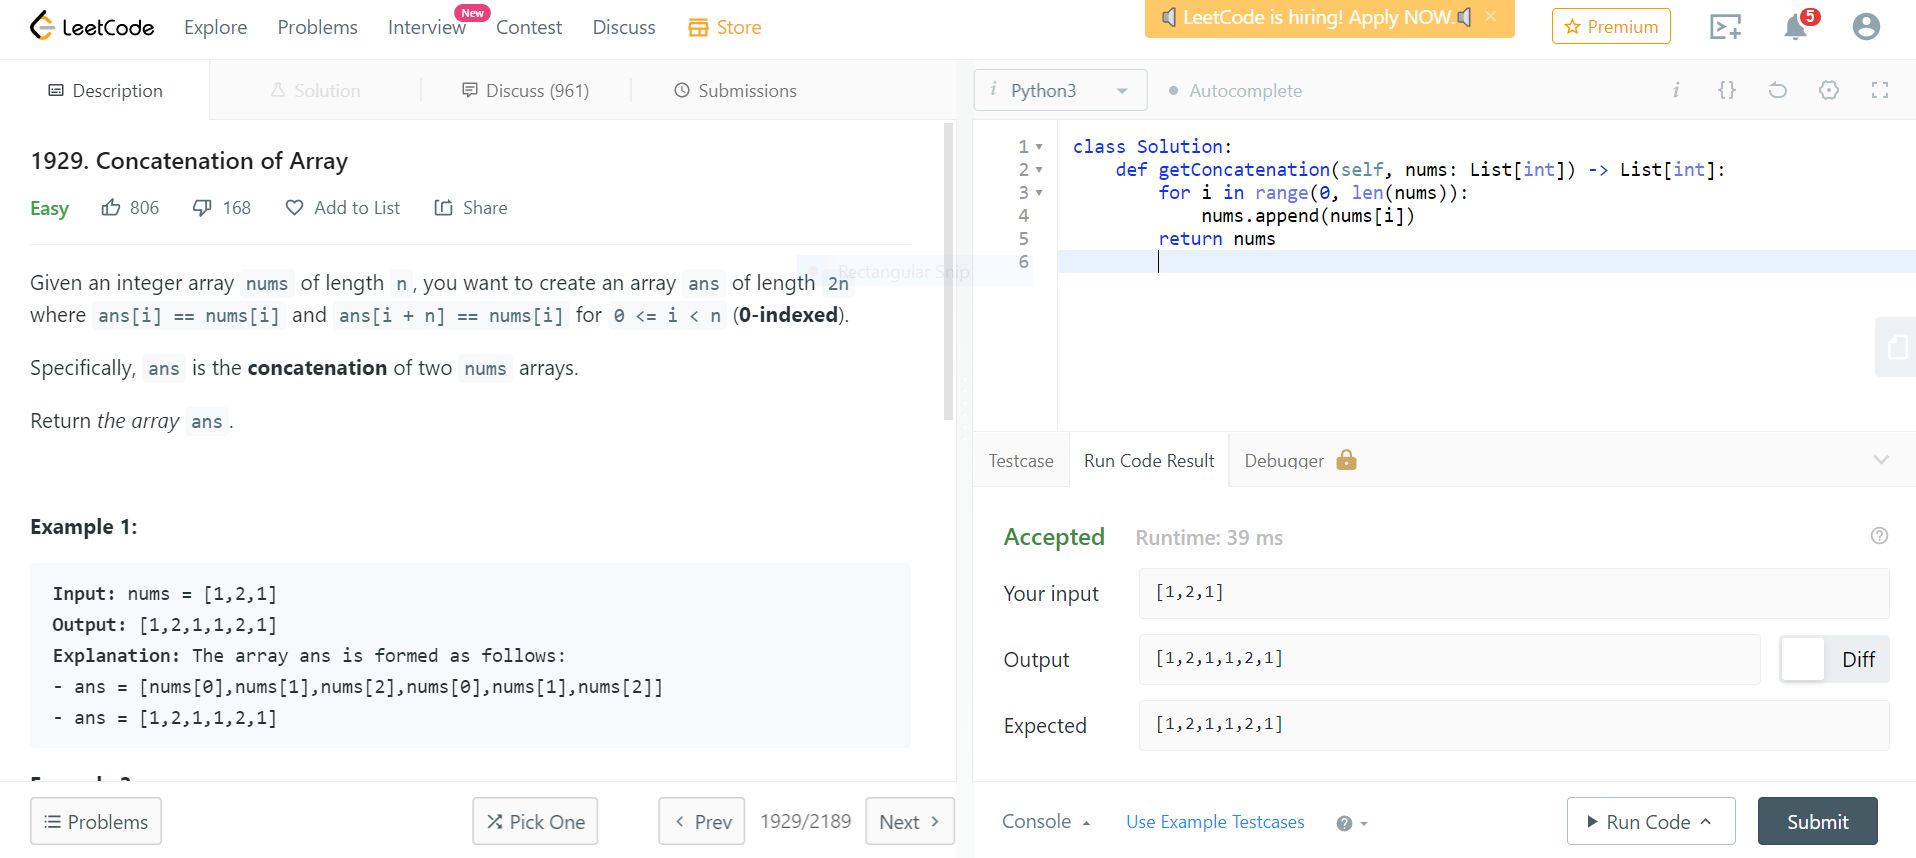 LeetCode Explore Problems Interview New Contest Discuss Store LeetCode is hiring! Apply NOW. Premium 5
Description Solution Discuss (961) Submissions
1929. Concatenation of Array
Easy 806 168 Add to List Share
Given an integer array nums of length n, you want to create an array ans of length 2n
where ans[i] == nums[i] and ans[i + n] == nums[i] for 0 <= i < n (0-indexed).
Specifically, ans is the concatenation of two nums arrays.
Return the array ans.
Example 1:
Input: nums = [1,2,1]
Output: [1,2,1,1,2,1]
Explanation: The array ans is formed as follows:
- ans = [nums[0],nums[1],nums[2],nums[0],nums[1],nums[2]]
- ans = [1,2,1,1,2,1]
Problems Pick One Prev 1929/2189 Next
Rectangular Snip
Python3 Autocomplete i {}
1 class Solution:
2 def getConcatenation(self, nums: List[int]) -> List[int]:
3 for i in range(0, len(nums)):
4 nums.append(nums[i])
5 return nums
6
Testcase Run Code Result Debugger
Accepted Runtime: 39 ms
Your input [1,2,1]
Output [1,2,1,1,2,1] Diff
Expected [1,2,1,1,2,1]
Console Use Example Testcases Run Code Submit